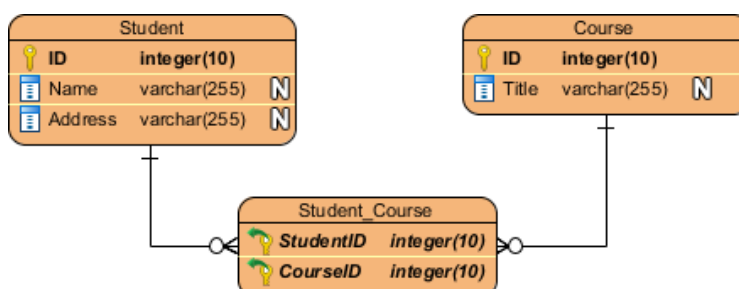 Student
ID integer(10)
Name varchar(255) N
Address varchar(255) N
Course
ID integer(10)
Title varchar(255) N
Student_Course
StudentID integer(10)
CourseID integer(10)